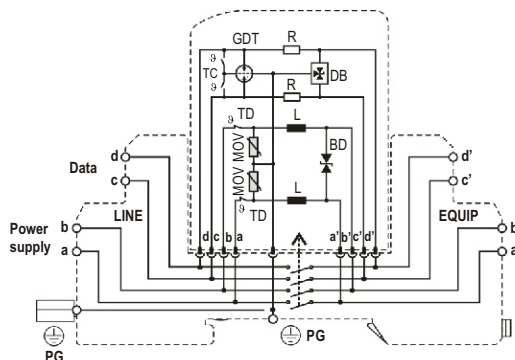 GDT
R
ϑ
TC
ϑ
R
DB
TD
L
MOV
MOV
BD
ϑ
TD
L
Data
d
c
d'
c'
LINE
EQUIP
Power
supply
b
a
b
a
d c b a
a' b' c' d'
PG
PG